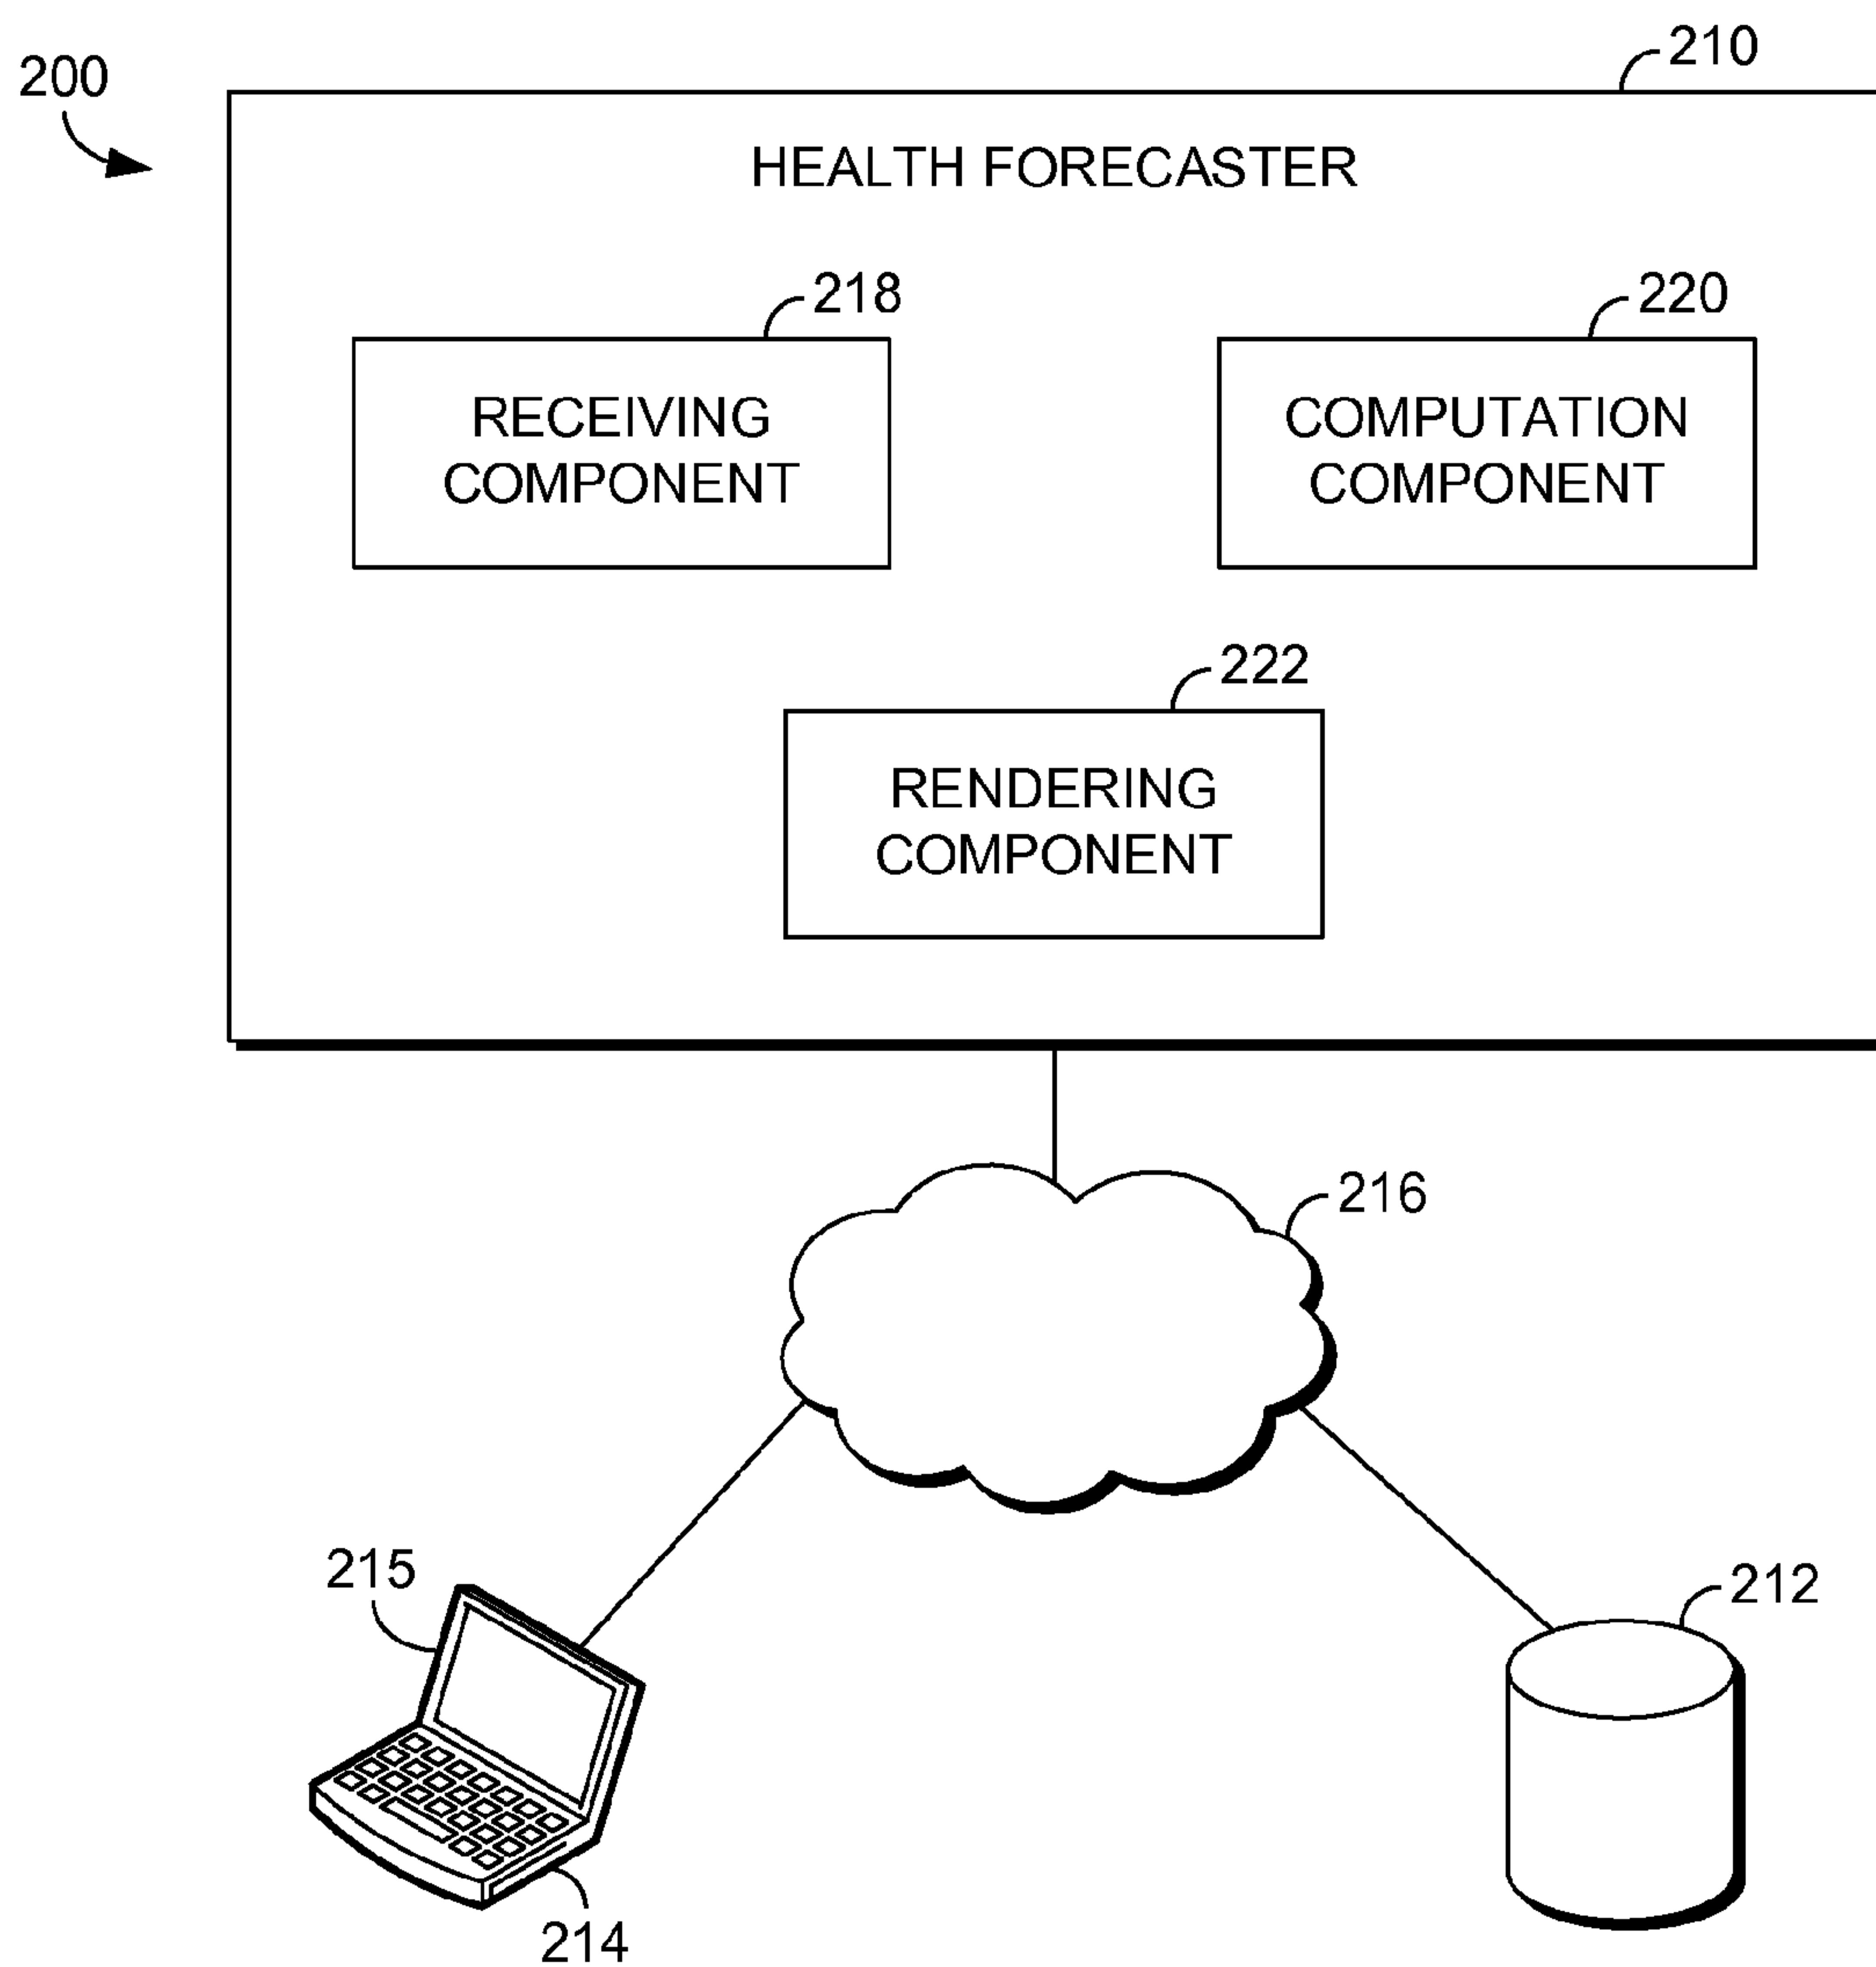 200
210
HEALTH FORECASTER
218
220
RECEIVING
COMPONENT
COMPUTATION
COMPONENT
222
RENDERING
COMPONENT
216
215
212
214